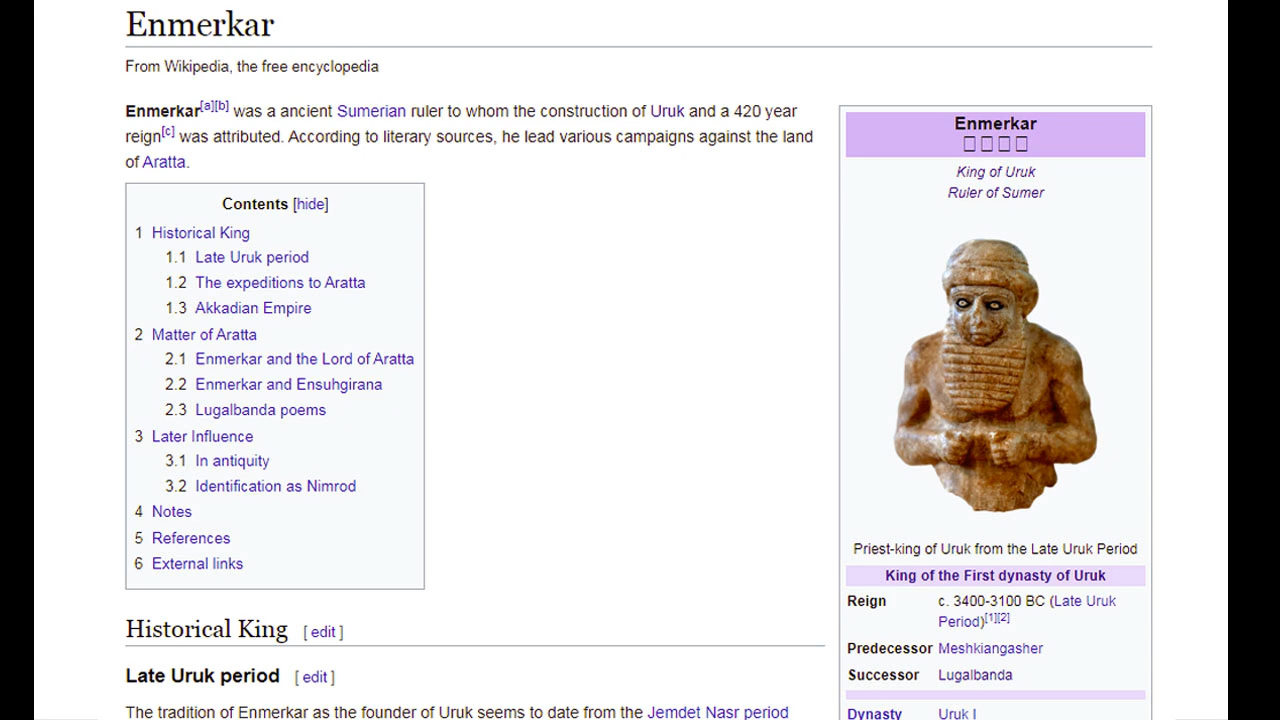 Enmerkar
From Wikipedia, the free encyclopedia
Enmerkar[a][b] was a ancient Sumerian ruler to whom the construction of Uruk and a 420 year
reign[c] was attributed. According to literary sources, he lead various campaigns against the land
of Aratta.
Contents [hide]
1 Historical King
1.1 Late Uruk period
1.2 The expeditions to Aratta
1.3 Akkadian Empire
2 Matter of Aratta
2.1 Enmerkar and the Lord of Aratta
2.2 Enmerkar and Ensuhgirana
2.3 Lugalbanda poems
3 Later Influence
3.1 In antiquity
3.2 Identification as Nimrod
4 Notes
5 References
6 External links
Historical King [ edit ]
Late Uruk period [ edit ]
The tradition of Enmerkar as the founder of Uruk seems to date from the Jemdet Nasr period
Enmerkar
King of Uruk
Ruler of Sumer
Priest-king of Uruk from the Late Uruk Period
King of the First dynasty of Uruk
Reign c. 3400-3100 BC (Late Uruk
Period)[1][2]
Predecessor Meshkiangasher
Successor Lugalbanda
Dynasty Uruk I